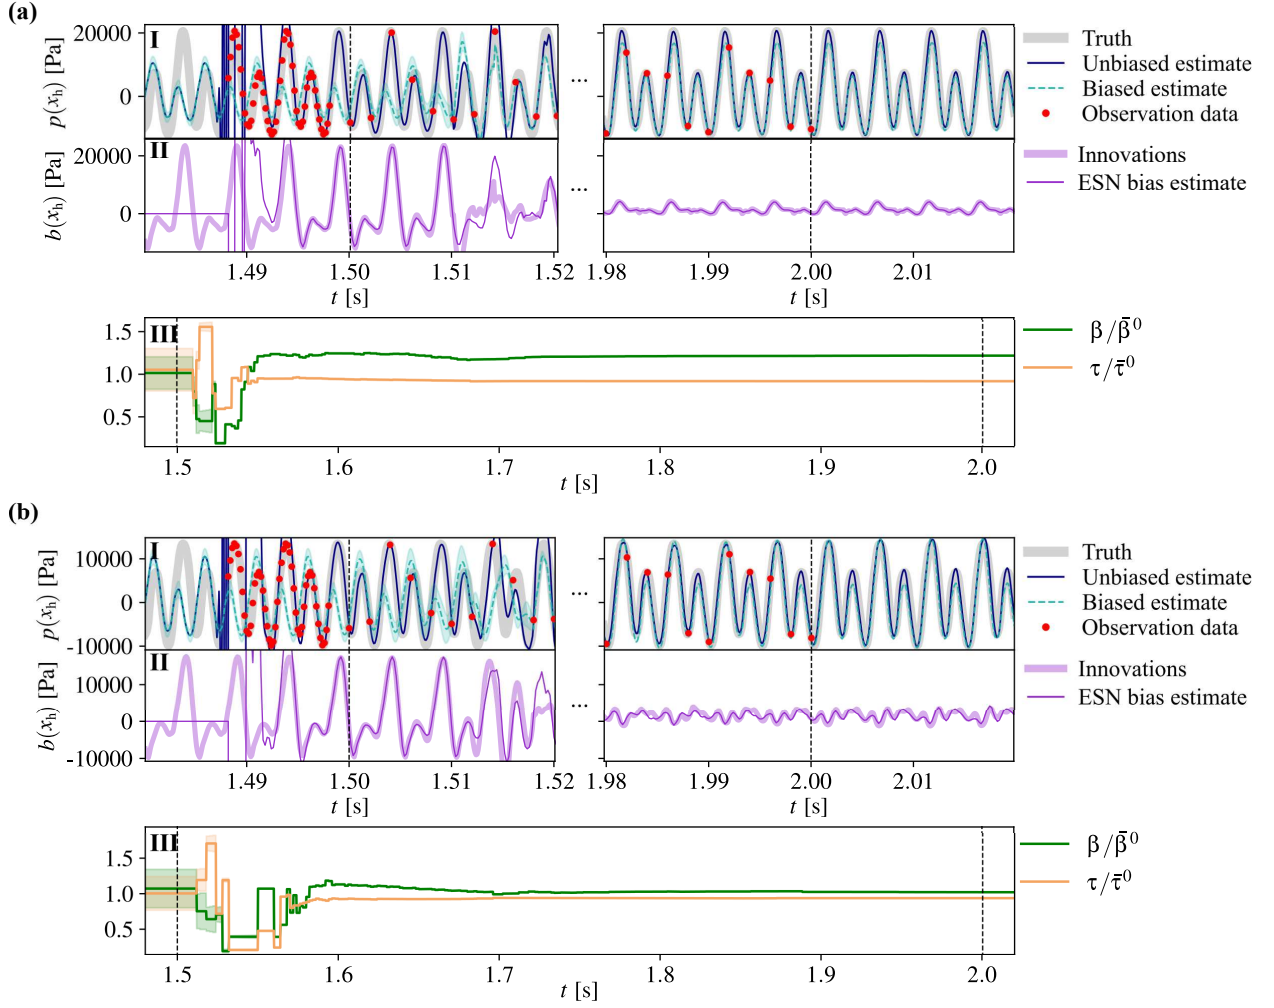 (a)
I
20000
0
p(xₕ) [Pa]
...
Truth
Unbiased estimate
Biased estimate
Observation data
II
20000
0
b(xₕ) [Pa]
...
Innovations
ESN bias estimate
1.49 1.50 1.51 1.52 1.98 1.99 2.00 2.01
t [s] t [s]
III
1.5
1.0
0.5
β/β̄⁰
τ/τ̄⁰
1.5 1.6 1.7 1.8 1.9 2.0
t [s]
(b)
I
10000
0
-10000
p(xₕ) [Pa]
...
Truth
Unbiased estimate
Biased estimate
Observation data
II
10000
0
-10000
b(xₕ) [Pa]
...
Innovations
ESN bias estimate
1.49 1.50 1.51 1.52 1.98 1.99 2.00 2.01
t [s] t [s]
III
1.5
1.0
0.5
β/β̄⁰
τ/τ̄⁰
1.5 1.6 1.7 1.8 1.9 2.0
t [s]